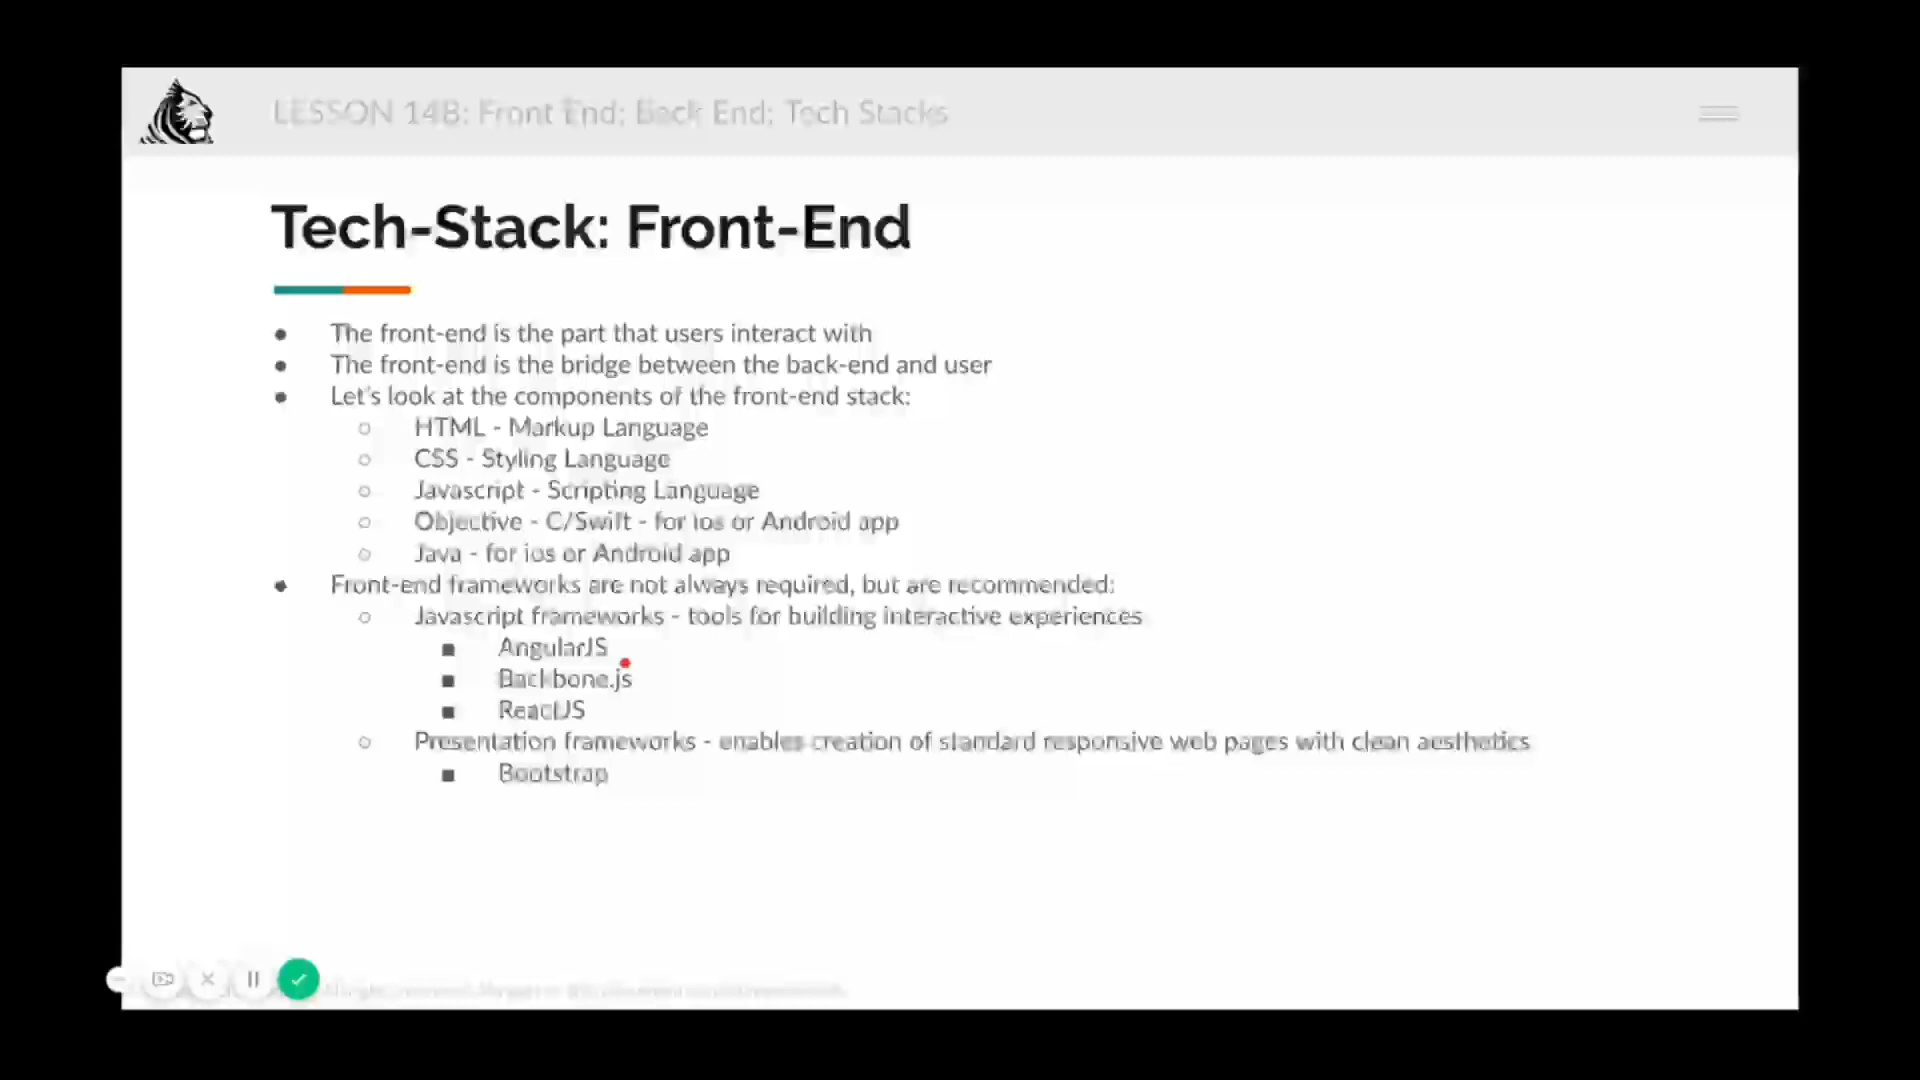 LESSON 14B: Front End; Back End; Tech Stacks
Tech-Stack: Front-End
● The front-end is the part that users interact with
● The front-end is the bridge between the back-end and user
● Let's look at the components of the front-end stack:
○ HTML - Markup Language
○ CSS - Styling Language
○ Javascript - Scripting Language
○ Objective - C/Swift - for ios or Android app
○ Java - for ios or Android app
● Front-end frameworks are not always required, but are recommended:
○ Javascript frameworks - tools for building interactive experiences
■ AngularJS
■ Backbone.js
■ ReactJS
○ Presentation frameworks - enables creation of standard responsive web pages with clean aesthetics
■ Bootstrap